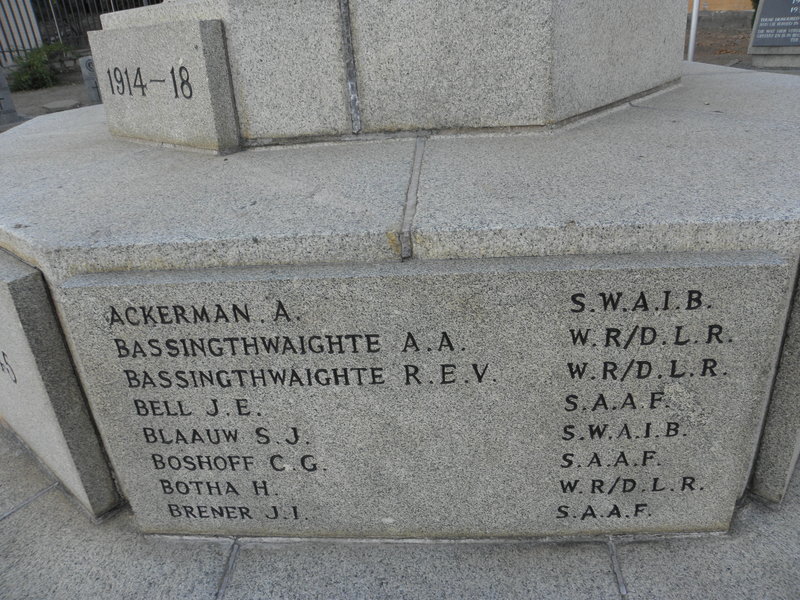 1914-18
ACKERMAN . A. S.W.A.I.B.
BASSINGTHWAIGHTE A.A. W.R/D.L.R.
BASSINGTHWAIGHTE R.E.V. W.R/D.L.R.
BELL J.E. S.A.A.F.
BLAAUW S.J. S.W.A.I.B.
BOSHOFF C.G. S.A.A.F.
BOTHA H. W.R/D.L.R.
BRENER J.I. S.A.A.F.